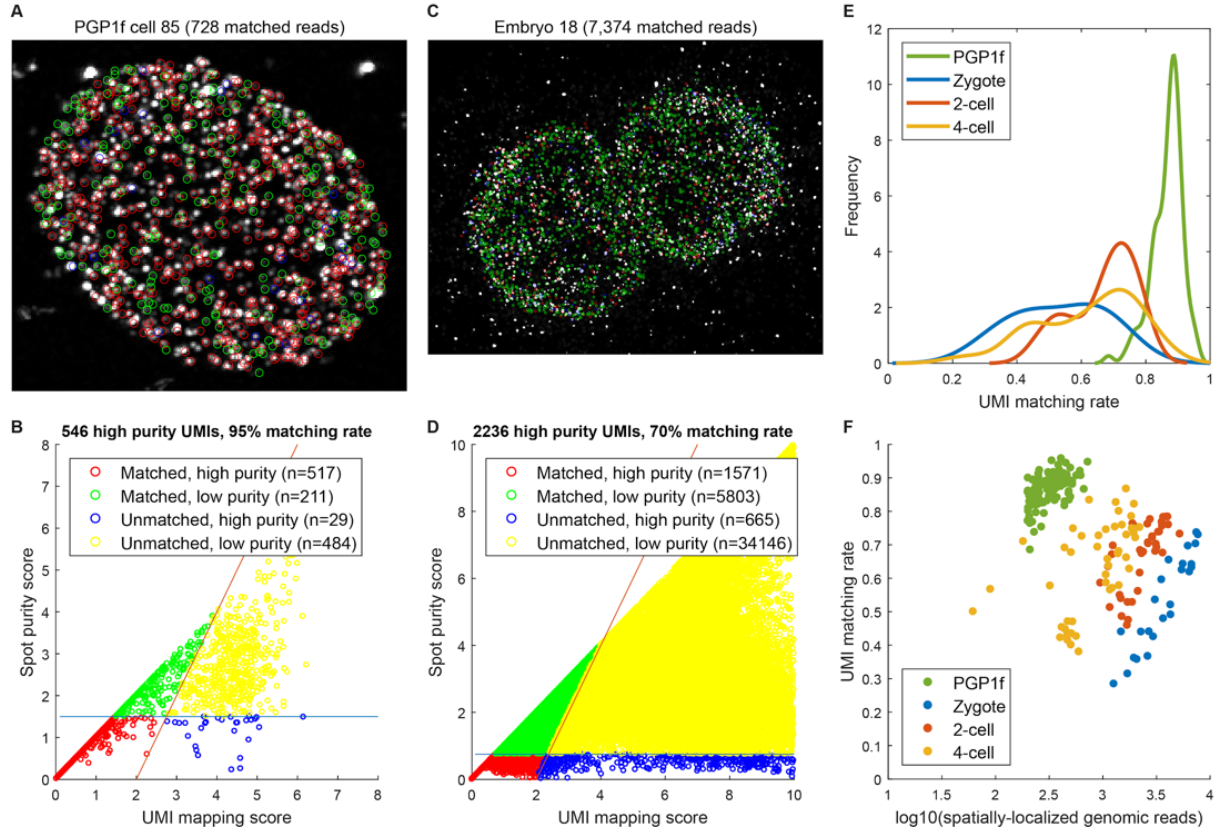 A
PGP1f cell 85 (728 matched reads)
C
Embryo 18 (7,374 matched reads)
E
12
10
8
6
4
2
0
Frequency
PGP1f
Zygote
2-cell
4-cell
0
0.2
0.4
0.6
0.8
1
UMI matching rate
B
546 high purity UMIs, 95% matching rate
8
7
6
5
4
3
2
1
0
Spot purity score
Matched, high purity (n=517)
Matched, low purity (n=211)
Unmatched, high purity (n=29)
Unmatched, low purity (n=484)
0
1
2
3
4
5
6
7
8
UMI mapping score
D
2236 high purity UMIs, 70% matching rate
10
8
6
4
2
0
Spot purity score
Matched, high purity (n=1571)
Matched, low purity (n=5803)
Unmatched, high purity (n=665)
Unmatched, low purity (n=34146)
0
2
4
6
8
10
UMI mapping score
F
1
0.9
0.8
0.7
0.6
0.5
0.4
0.3
0.2
0.1
0
UMI matching rate
PGP1f
Zygote
2-cell
4-cell
1
1.5
2
2.5
3
3.5
4
log10(spatially-localized genomic reads)